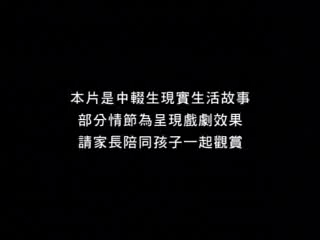 本片是中輟生現實生活故事
部分情節為呈現戲劇效果
請家長陪同孩子一起觀賞